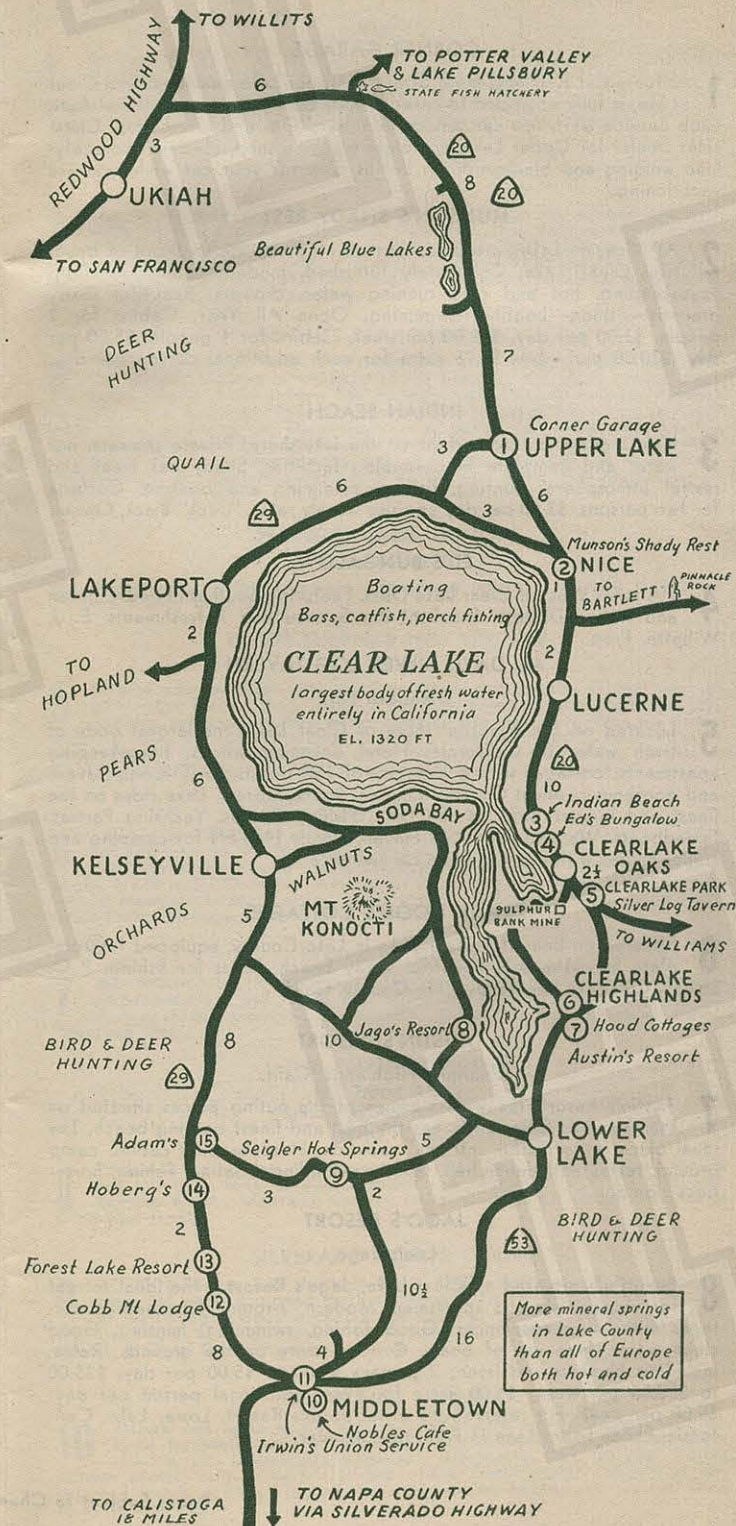 TO WILLITS
REDWOOD HIGHWAY
TO POTTER VALLEY
& LAKE PILLSBURY
STATE FISH HATCHERY
6
3
20
8
20
UKIAH
Beautiful Blue Lakes
TO SAN FRANCISCO
DEER
HUNTING
7
Corner Garage
1
UPPER LAKE
3
QUAIL
6
6
3
29
Munson's Shady Rest
2
NICE
1
TO
BARTLETT
PINNACLE
ROCK
LAKEPORT
Boating
Bass, catfish, perch fishing
CLEAR LAKE
largest body of fresh water
entirely in California
EL. 1320 FT
2
2
TO
HOPLAND
LUCERNE
PEARS
6
20
10
Indian Beach
3
Ed's Bungalow
4
SODA BAY
CLEARLAKE
OAKS
2½
KELSEYVILLE
WALNUTS
5
CLEARLAKE PARK
Silver Log Tavern
MT
KONOCTI
SULPHUR
BANK MINE
ORCHARDS
5
TO WILLIAMS
CLEARLAKE
HIGHLANDS
6
7
Hood Cottages
Austin's Resort
Jago's Resort
8
10
BIRD & DEER
HUNTING
8
29
Adam's
15
Seigler Hot Springs
5
LOWER
LAKE
9
Hoberg's
14
3
2
2
53
BIRD & DEER
HUNTING
Forest Lake Resort
13
Cobb Mt Lodge
12
10½
16
More mineral springs
in Lake County
than all of Europe
both hot and cold
8
4
11
10
MIDDLETOWN
Nobles Cafe
Irwin's Union Service
TO CALISTOGA
18 MILES
TO NAPA COUNTY
VIA SILVERADO HIGHWAY